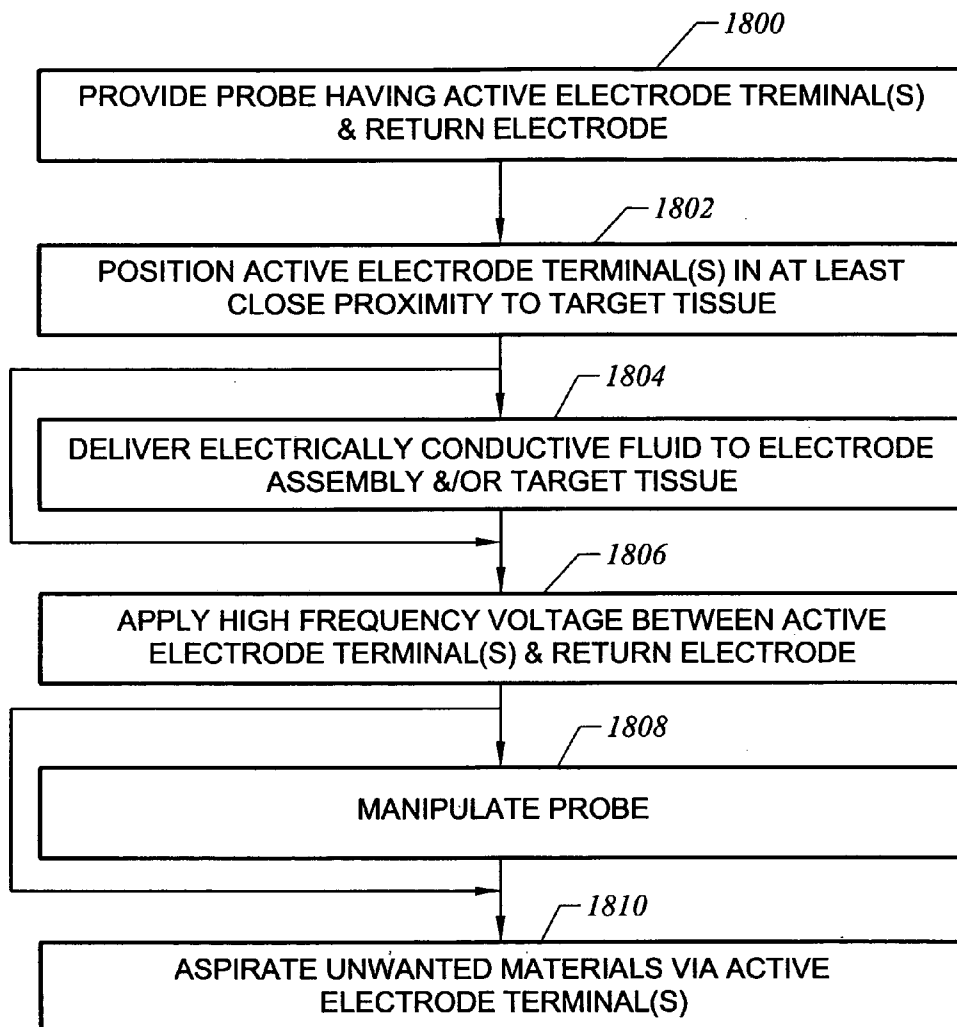 1800
PROVIDE PROBE HAVING ACTIVE ELECTRODE TREMINAL(S)
& RETURN ELECTRODE
1802
POSITION ACTIVE ELECTRODE TERMINAL(S) IN AT LEAST
CLOSE PROXIMITY TO TARGET TISSUE
1804
DELIVER ELECTRICALLY CONDUCTIVE FLUID TO ELECTRODE
ASSEMBLY &/OR TARGET TISSUE
1806
APPLY HIGH FREQUENCY VOLTAGE BETWEEN ACTIVE
ELECTRODE TERMINAL(S) & RETURN ELECTRODE
1808
MANIPULATE PROBE
1810
ASPIRATE UNWANTED MATERIALS VIA ACTIVE
ELECTRODE TERMINAL(S)